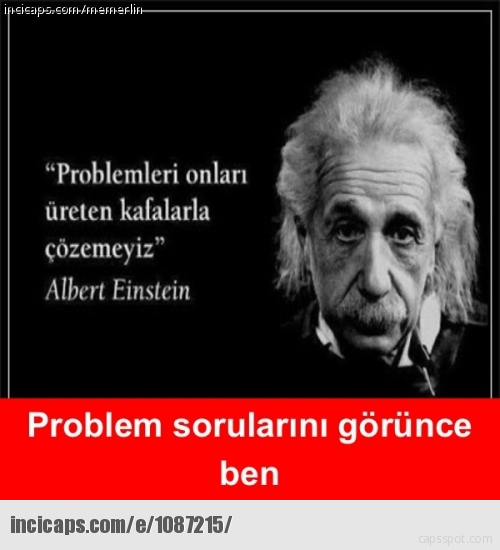 incicaps.com/memerlin
“Problemleri onları
üreten kafalarla
çözemeyiz”
Albert Einstein
Problem sorularını görünce
ben
incicaps.com/e/1087215/
capsspot.com